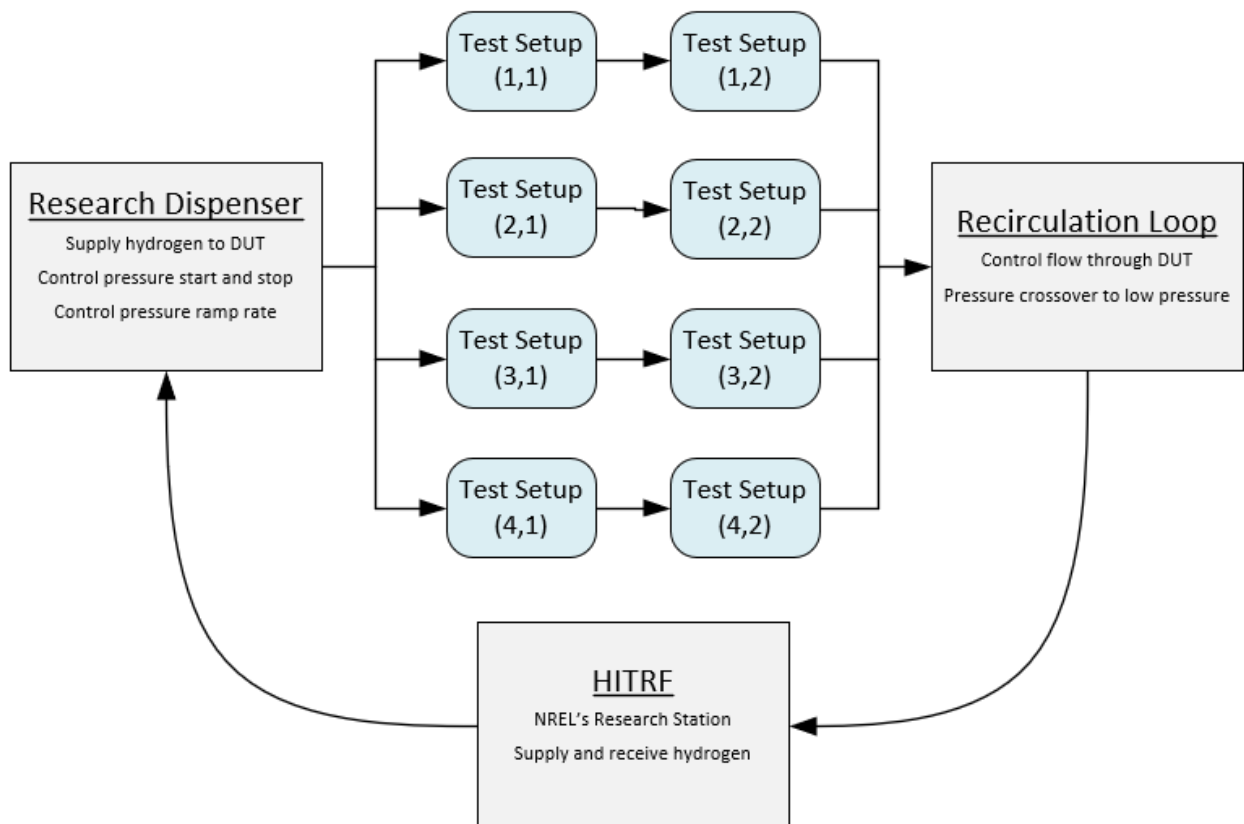 Test Setup
(1,1)
Test Setup
(1,2)
Test Setup
(2,1)
Test Setup
(2,2)
Research Dispenser
Supply hydrogen to DUT
Control pressure start and stop
Control pressure ramp rate
Recirculation Loop
Control flow through DUT
Pressure crossover to low pressure
Test Setup
(3,1)
Test Setup
(3,2)
Test Setup
(4,1)
Test Setup
(4,2)
HITRF
NREL's Research Station
Supply and receive hydrogen